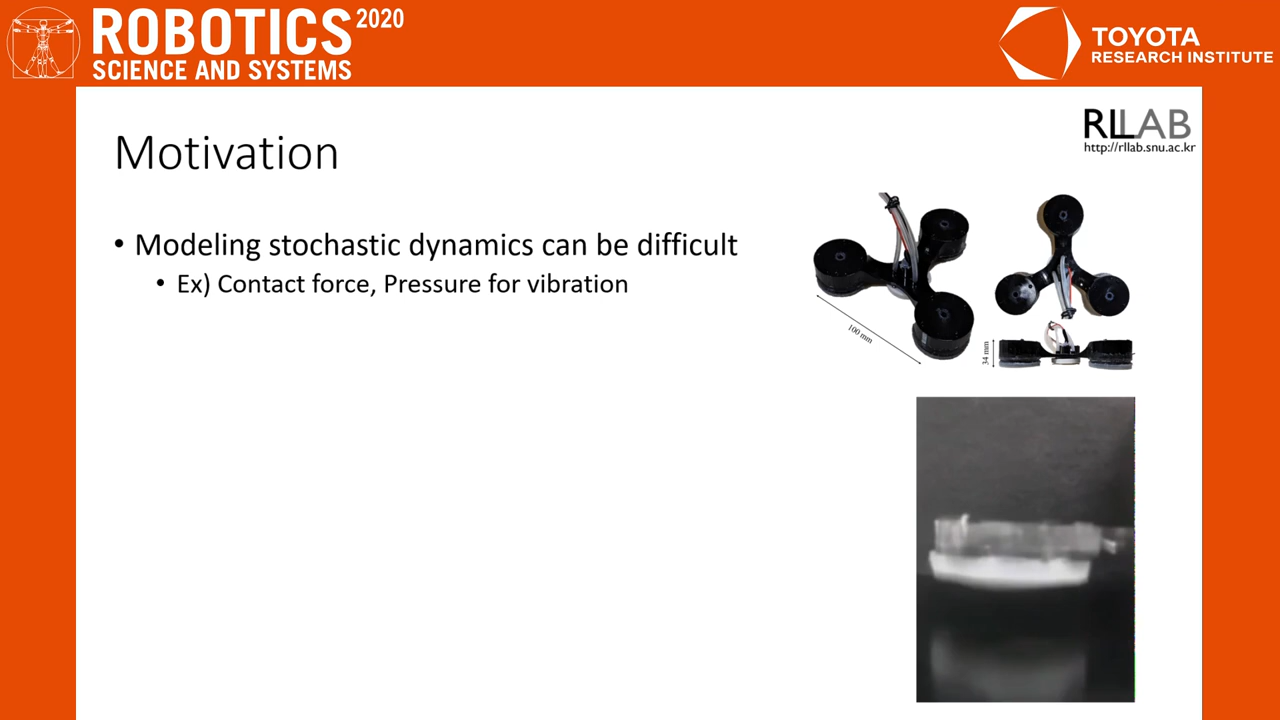 ROBOTICS 2020
SCIENCE AND SYSTEMS
TOYOTA
RESEARCH INSTITUTE
RLLAB
http://rllab.snu.ac.kr
Motivation
• Modeling stochastic dynamics can be difficult
• Ex) Contact force, Pressure for vibration
100 mm
34 mm